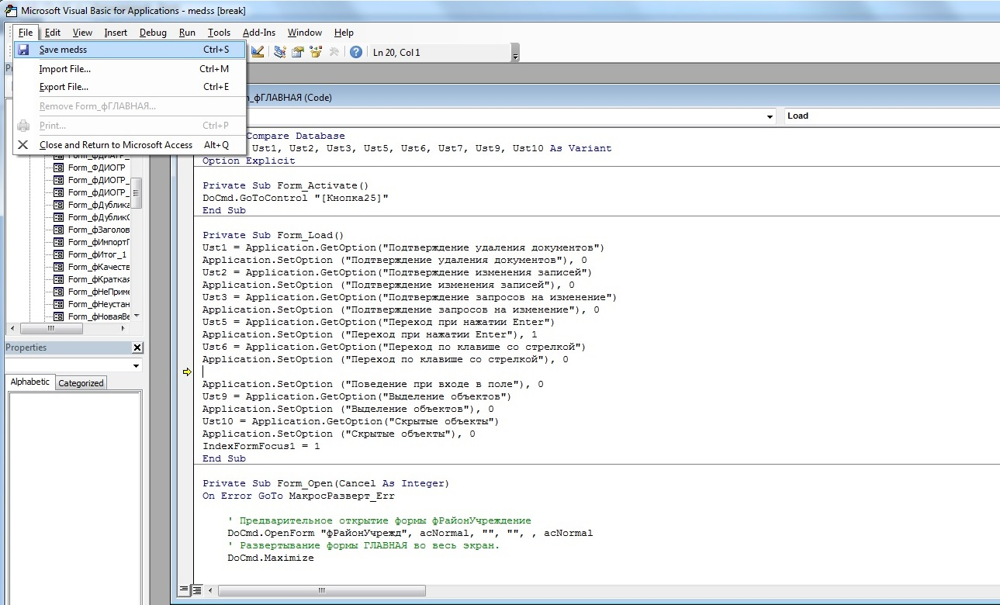 Microsoft Visual Basic for Applications - medss [break]
File Edit View Insert Debug Run Tools Add-Ins Window Help
Save medss Ctrl+S
Ln 20, Col 1
Import File... Ctrl+M
Export File... Ctrl+E
Remove Form_фГЛАВНАЯ...
Print... Ctrl+P
Close and Return to Microsoft Access Alt+Q
_фГЛАВНАЯ (Code)
Load
Compare Database
Ust1, Ust2, Ust3, Ust5, Ust6, Ust7, Ust9, Ust10 As Variant
Option Explicit
Private Sub Form_Activate()
DoCmd.GoToControl "[Кнопка25]"
End Sub
Private Sub Form_Load()
Ust1 = Application.GetOption("Подтверждение удаления документов")
Application.SetOption ("Подтверждение удаления документов"), 0
Ust2 = Application.GetOption("Подтверждение изменения записей")
Application.SetOption ("Подтверждение изменения записей"), 0
Ust3 = Application.GetOption("Подтверждение запросов на изменение")
Application.SetOption ("Подтверждение запросов на изменение"), 0
Ust5 = Application.GetOption("Переход при нажатии Enter")
Application.SetOption ("Переход при нажатии Enter"), 1
Ust6 = Application.GetOption("Переход по клавише со стрелкой")
Application.SetOption ("Переход по клавише со стрелкой"), 0
Application.SetOption ("Поведение при входе в поле"), 0
Ust9 = Application.GetOption("Выделение объектов")
Application.SetOption ("Выделение объектов"), 0
Ust10 = Application.GetOption("Скрытые объекты")
Application.SetOption ("Скрытые объекты"), 0
IndexFormFocus1 = 1
End Sub
Private Sub Form_Open(Cancel As Integer)
On Error GoTo МакросРазверт_Err
' Предварительное открытие формы фРайонУчреждение
DoCmd.OpenForm "фРайонУчрежд", acNormal, "", "", , acNormal
' Развертывание формы ГЛАВНАЯ во весь экран.
DoCmd.Maximize
Form_фДИОГР
Form_фДИОГР_
Form_фДИОГР_
Form_фДублика
Form_фДубликС
Form_фЗаголов
Form_фИмпортГ
Form_фИтог_1
Form_фКачеств
Form_фКраткая
Form_фНеПриме
Form_фНеустан
Form_фНоваяВе
Properties
Alphabetic Categorized